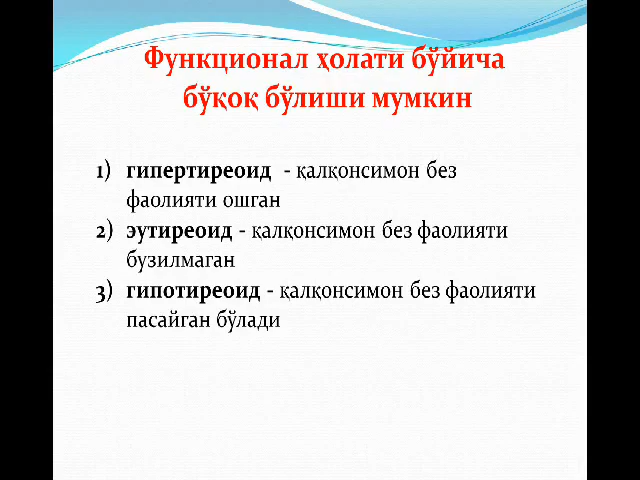 Функционал ҳолати бўйича
бўқоқ бўлиши мумкин
1) гипертиреоид - қалқонсимон без
фаолияти ошган
2) эутиреоид - қалқонсимон без фаолияти
бузилмаган
3) гипотиреоид - қалқонсимон без фаолияти
пасайган бўлади